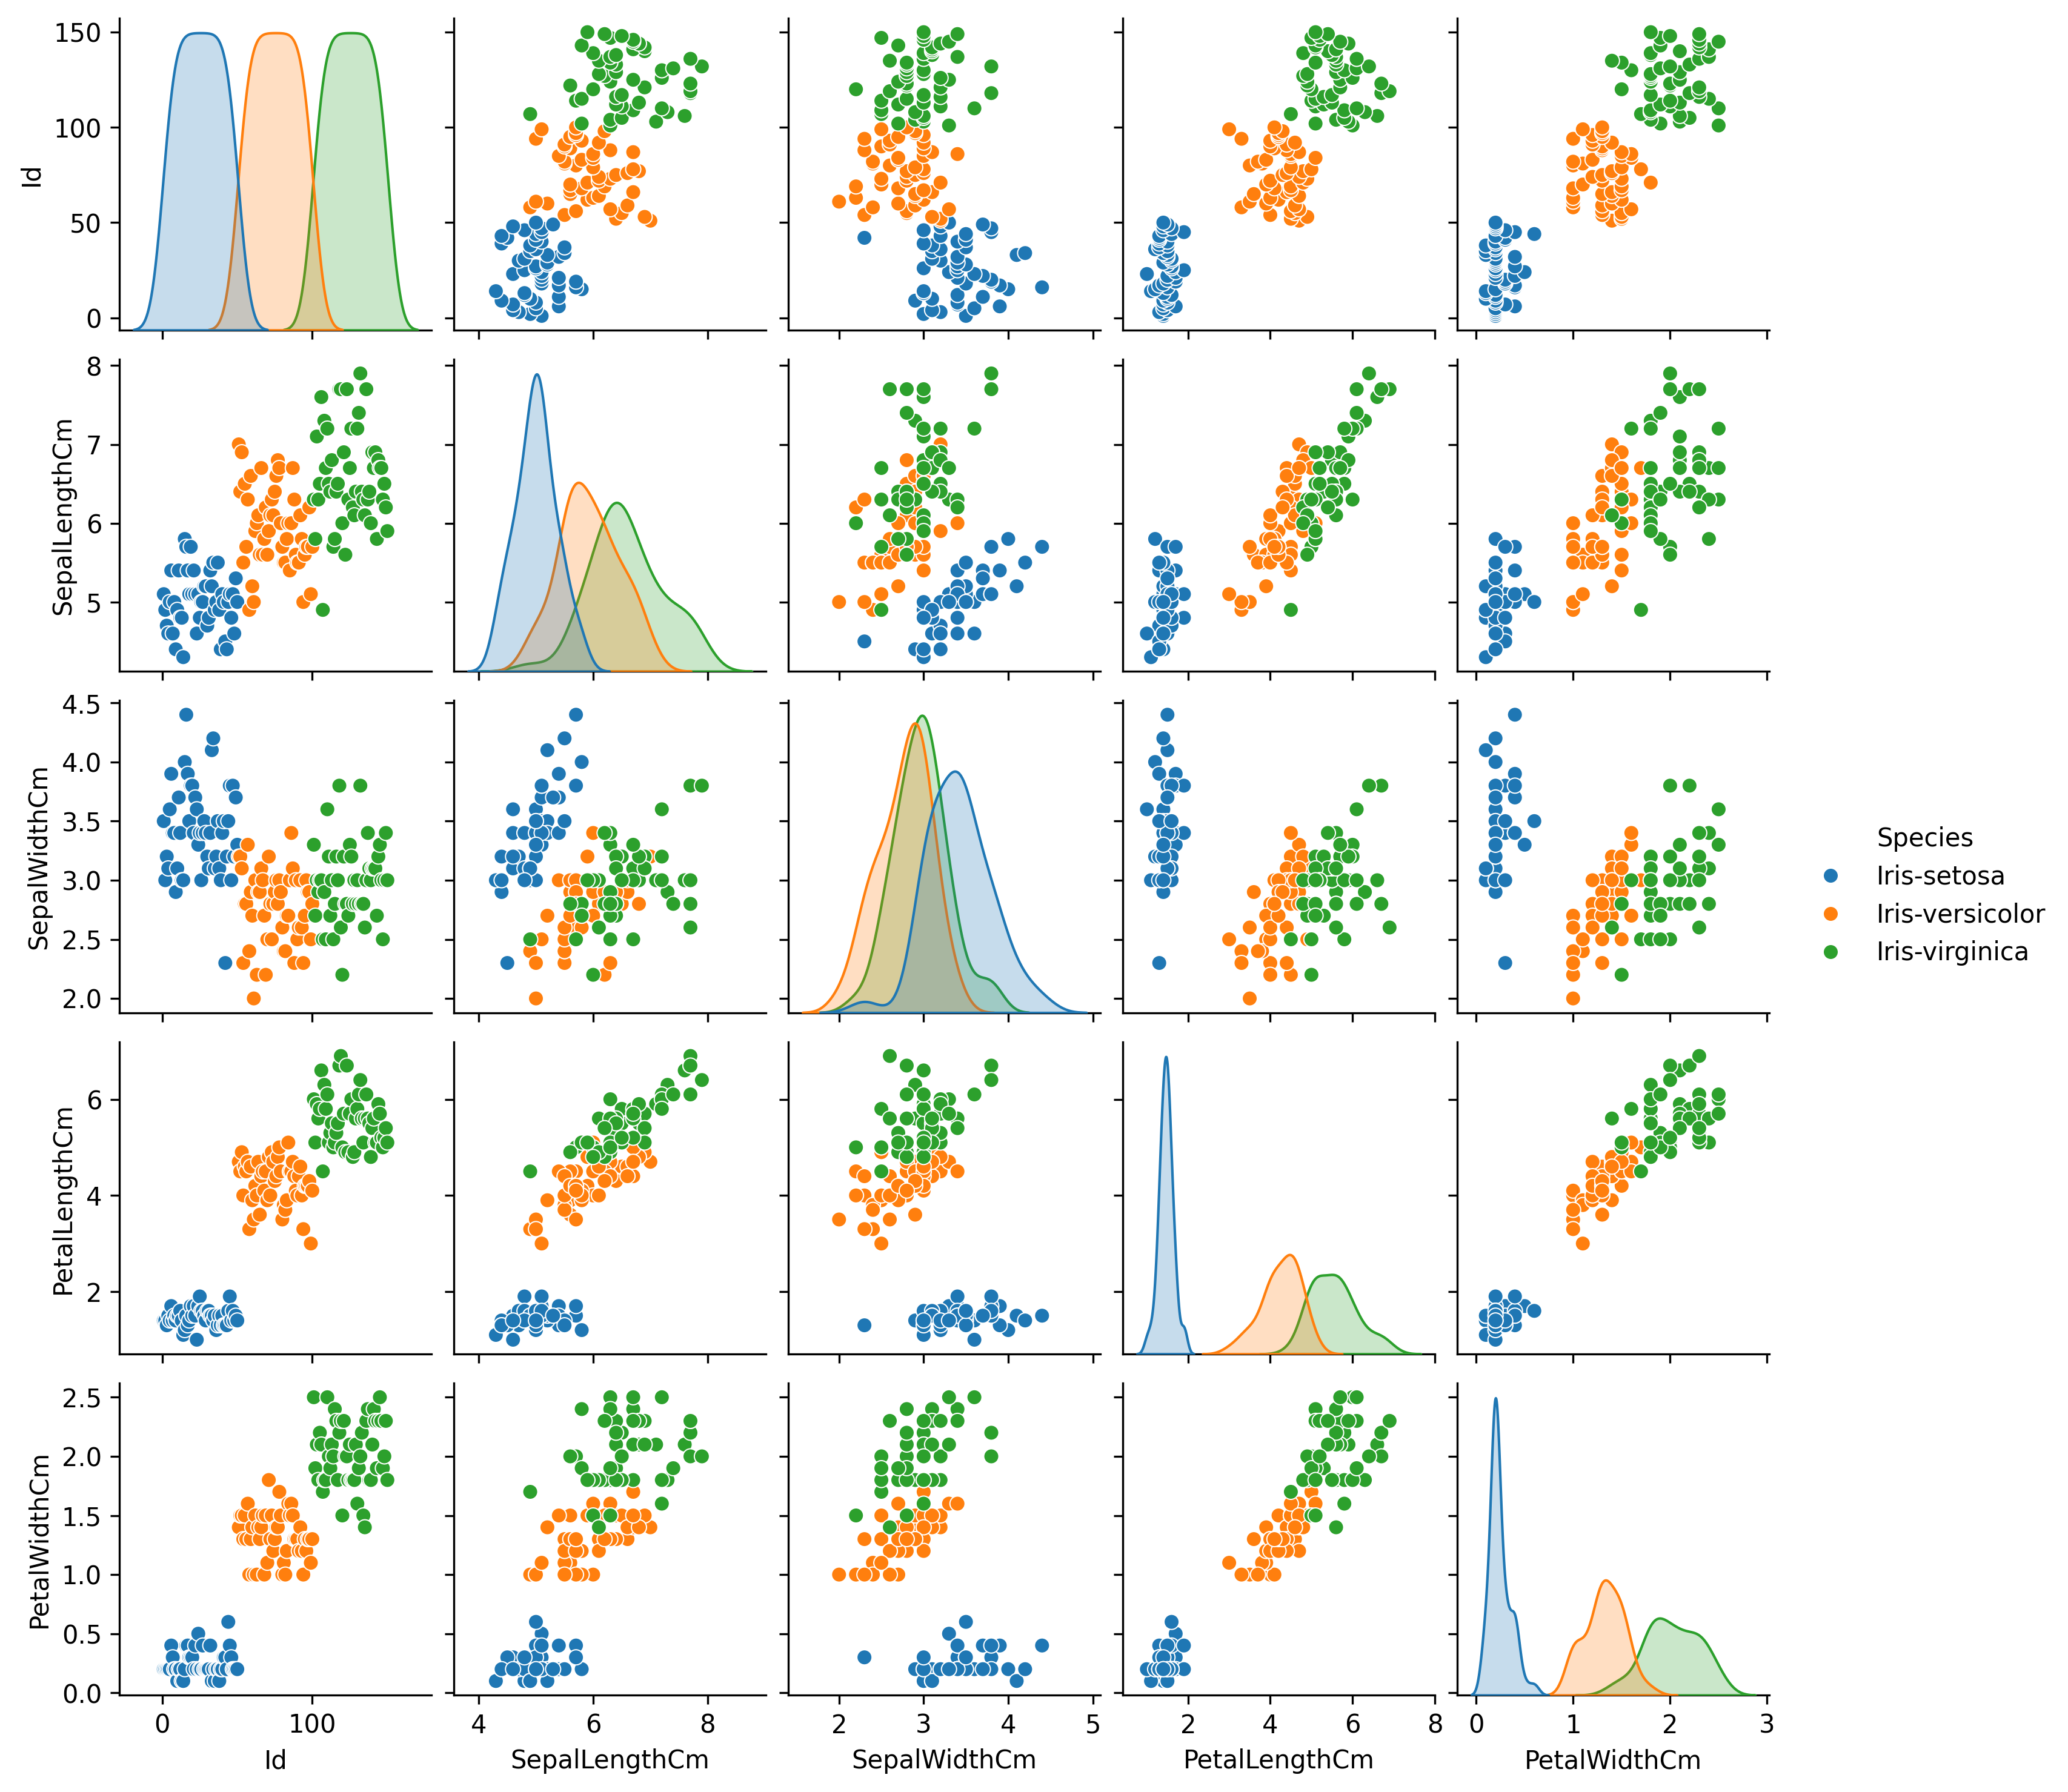 150
100
50
0
Id
8
7
6
5
SepalLengthCm
4.5
4.0
3.5
3.0
2.5
2.0
SepalWidthCm
Species
Iris-setosa
Iris-versicolor
Iris-virginica
6
4
2
PetalLengthCm
2.5
2.0
1.5
1.0
0.5
0.0
PetalWidthCm
0 100 4 6 8 2 3 4 5 2 4 6 8 0 1 2 3
Id SepalLengthCm SepalWidthCm PetalLengthCm PetalWidthCm